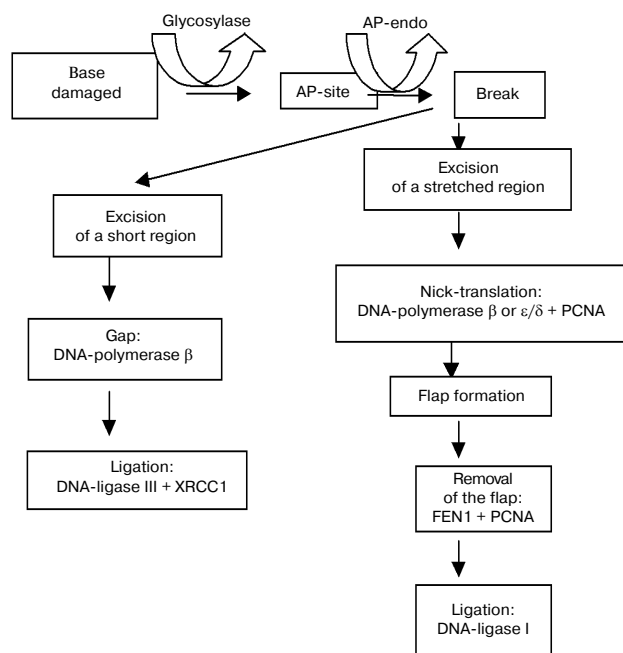 Glycosylase
AP-endo
Base
damaged
AP-site
Break
Excision
of a stretched region
Excision
of a short region
Nick-translation:
DNA-polymerase β or ε/δ + PCNA
Gap:
DNA-polymerase β
Flap formation
Ligation:
DNA-ligase III + XRCC1
Removal
of the flap:
FEN1 + PCNA
Ligation:
DNA-ligase I